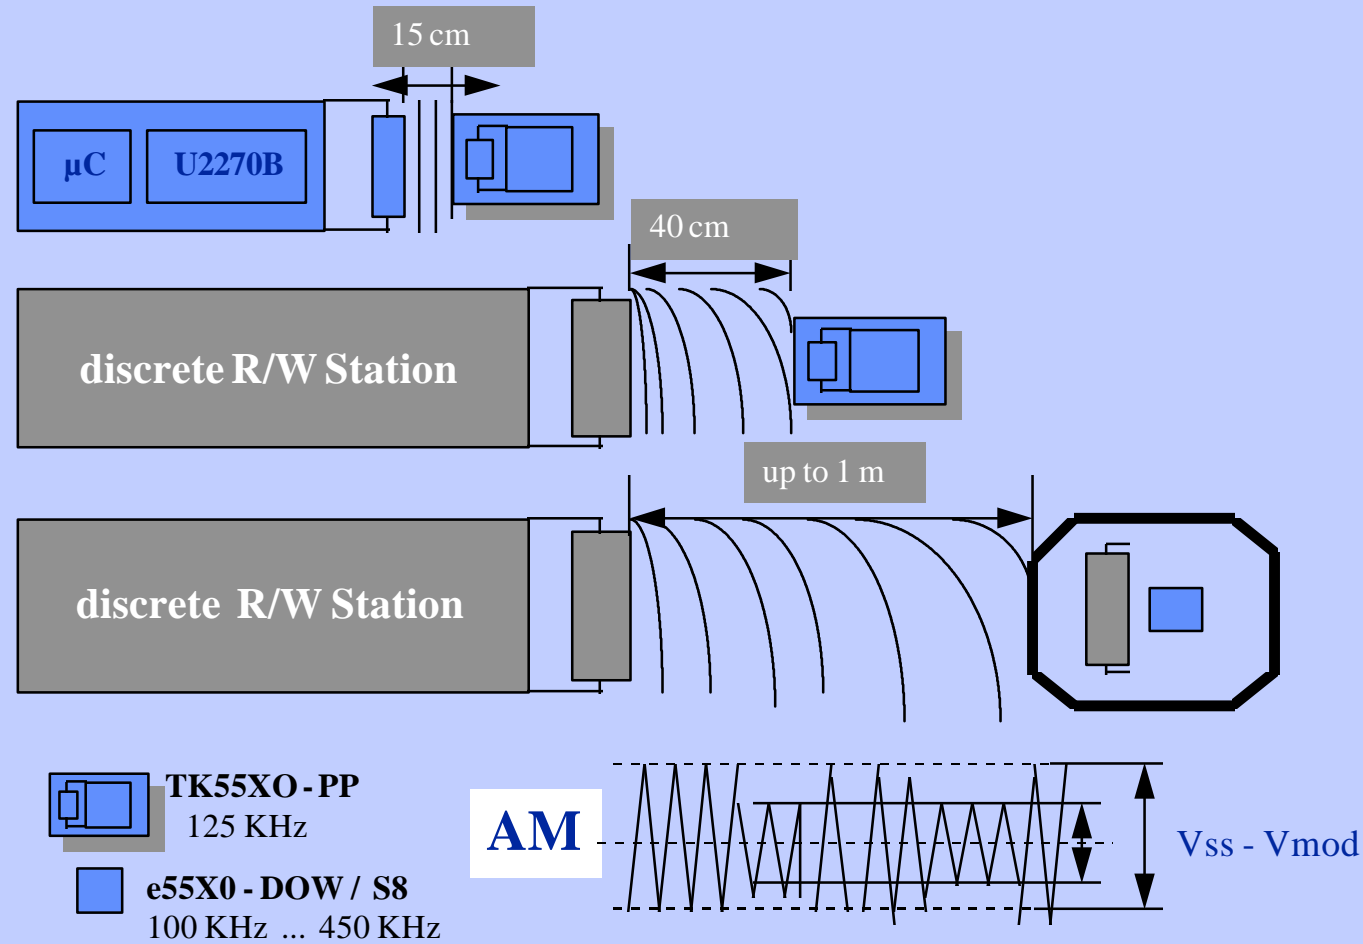 15 cm
µC
U2270B
40 cm
discrete R/W Station
up to 1 m
discrete R/W Station
TK55XO - PP
125 KHz
AM
Vss - Vmod
e55X0 - DOW / S8
100 KHz ... 450 KHz